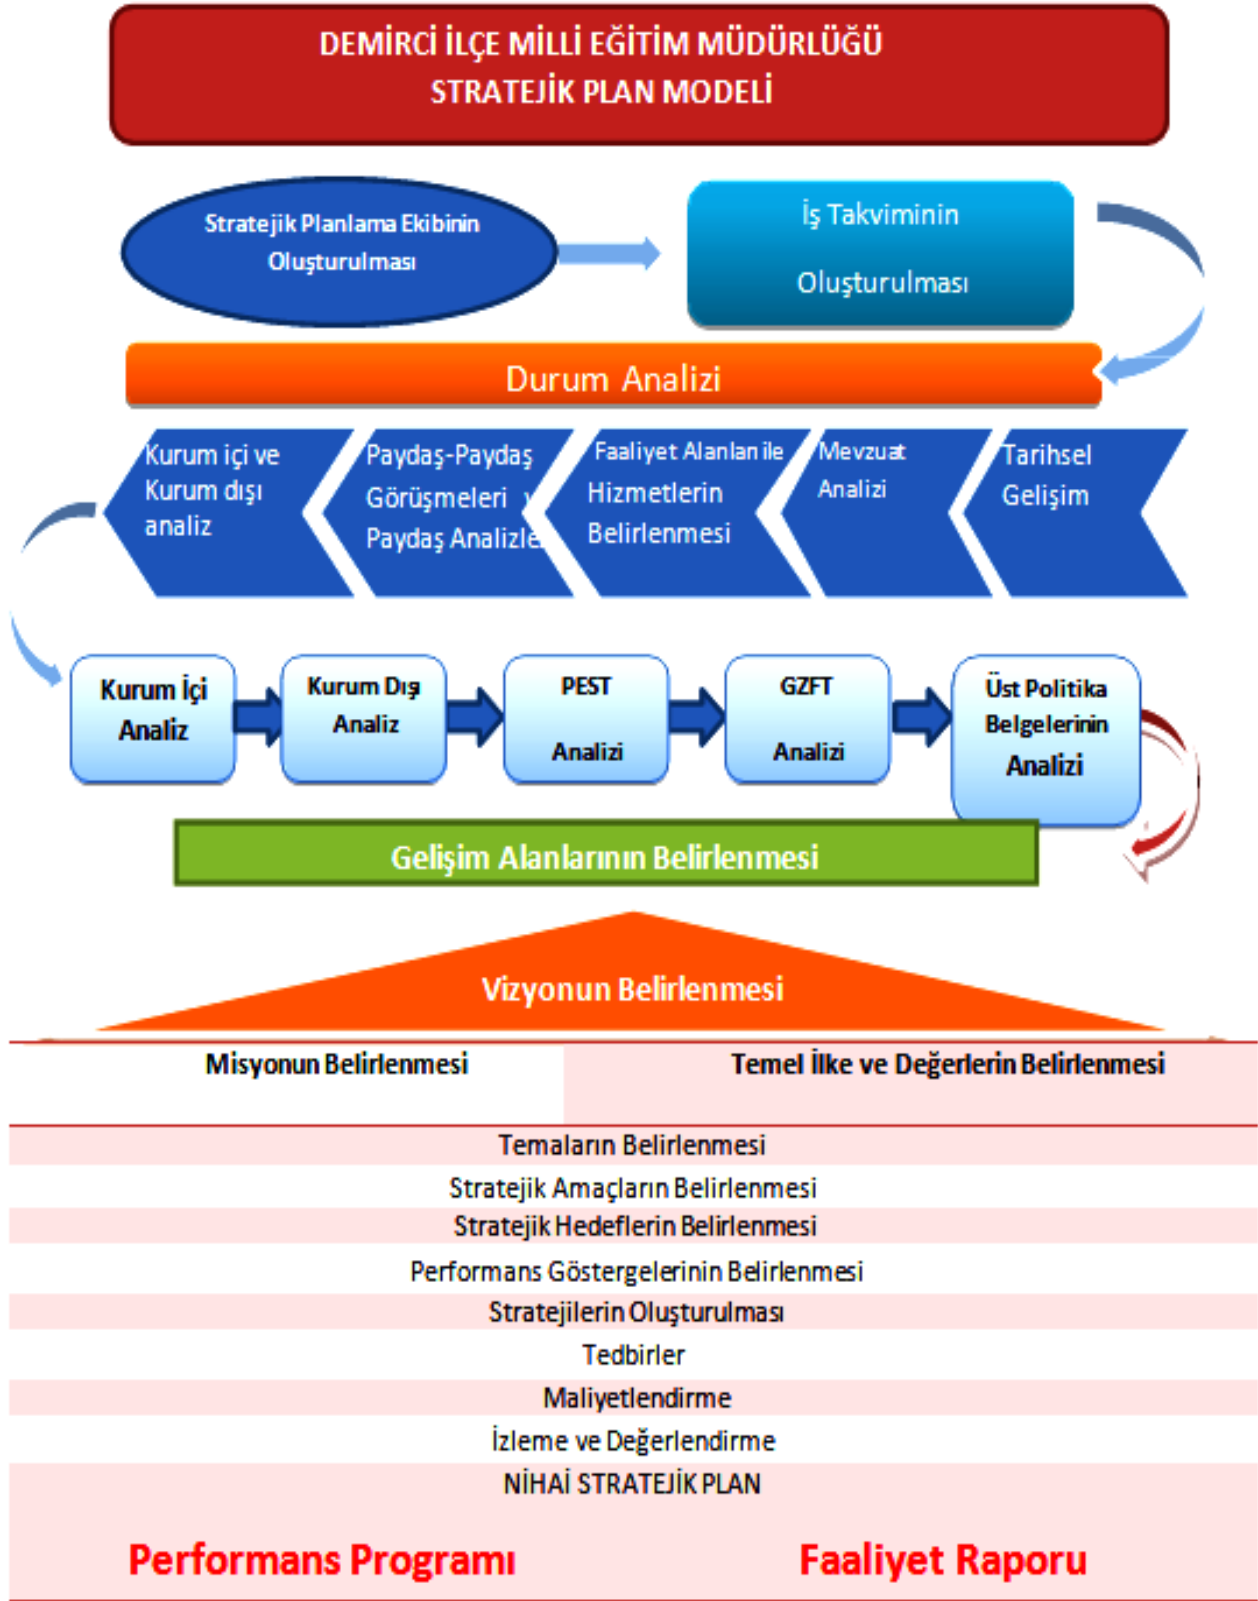 DEMİRCİ İLÇE MİLLİ EĞİTİM MÜDÜRLÜĞÜ
STRATEJİK PLAN MODELİ
Stratejik Planlama Ekibinin
Oluşturulması
İş Takviminin
Oluşturulması
Durum Analizi
Kurum içi ve
Kurum dışı
analiz
Paydaş-Paydaş
Görüşmeleri
Paydaş
Faaliyet Alanları ile
Hizmetlerin
Belirlenmesi
Mevzuat
Analizi
Tarihsel
Gelişim
Kurum İçi
Analiz
Kurum Dışı
Analiz
PEST
Analizi
GZFT
Analizi
Üst Politika
Belgelerinin
Analizi
Gelişim Alanlarının Belirlenmesi
Vizyonun Belirlenmesi
Misyonun Belirlenmesi
Temel İlke ve Değerlerin Belirlenmesi
Temaların Belirlenmesi
Stratejik Amaçların Belirlenmesi
Stratejik Hedeflerin Belirlenmesi
Performans Göstergelerinin Belirlenmesi
Stratejilerin Oluşturulması
Tedbirler
Maliyetlendirme
İzleme ve Değerlendirme
NİHAİ STRATEJİK PLAN
Performans Programı
Faaliyet Raporu